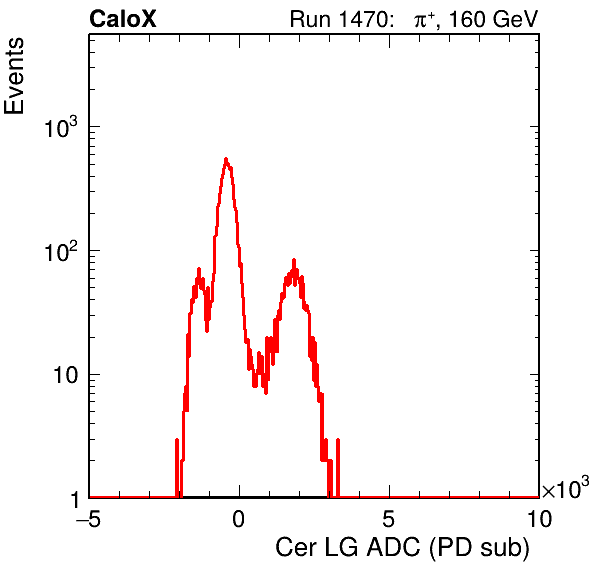 CaloX Run 1470: π⁺, 160 GeV
Events
10³
10²
10
1
−5 0 5 10
×10³
Cer LG ADC (PD sub)